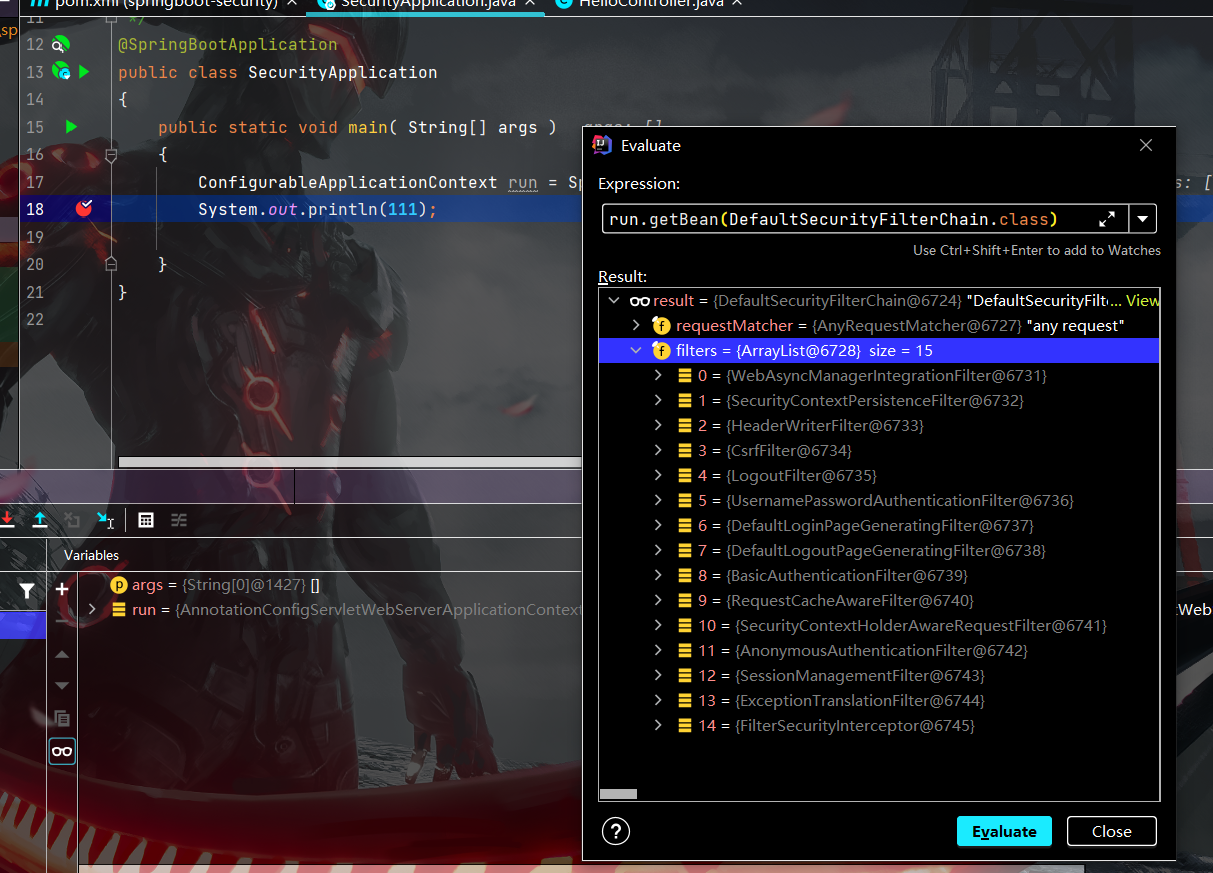 pom.xml (springboot-security) ×
SecurityApplication.java ×
HelloController.java ×
\sp
11 */
12 @SpringBootApplication
13 public class SecurityApplication
14 {
15 public static void main( String[] args ) args: []
16 {
17 ConfigurableApplicationContext run = Sp
s: [
18 System.out.println(111);
19
20 }
21 }
22
Evaluate
Expression:
run.getBean(DefaultSecurityFilterChain.class)
Use Ctrl+Shift+Enter to add to Watches
Result:
result = {DefaultSecurityFilterChain@6724} "DefaultSecurityFilt... View
requestMatcher = {AnyRequestMatcher@6727} "any request"
filters = {ArrayList@6728} size = 15
0 = {WebAsyncManagerIntegrationFilter@6731}
1 = {SecurityContextPersistenceFilter@6732}
2 = {HeaderWriterFilter@6733}
3 = {CsrfFilter@6734}
4 = {LogoutFilter@6735}
5 = {UsernamePasswordAuthenticationFilter@6736}
6 = {DefaultLoginPageGeneratingFilter@6737}
7 = {DefaultLogoutPageGeneratingFilter@6738}
8 = {BasicAuthenticationFilter@6739}
9 = {RequestCacheAwareFilter@6740}
10 = {SecurityContextHolderAwareRequestFilter@6741}
11 = {AnonymousAuthenticationFilter@6742}
12 = {SessionManagementFilter@6743}
13 = {ExceptionTranslationFilter@6744}
14 = {FilterSecurityInterceptor@6745}
? Evaluate Close
Variables
args = {String[0]@1427} []
run = {AnnotationConfigServletWebServerApplicationContext
tWeb